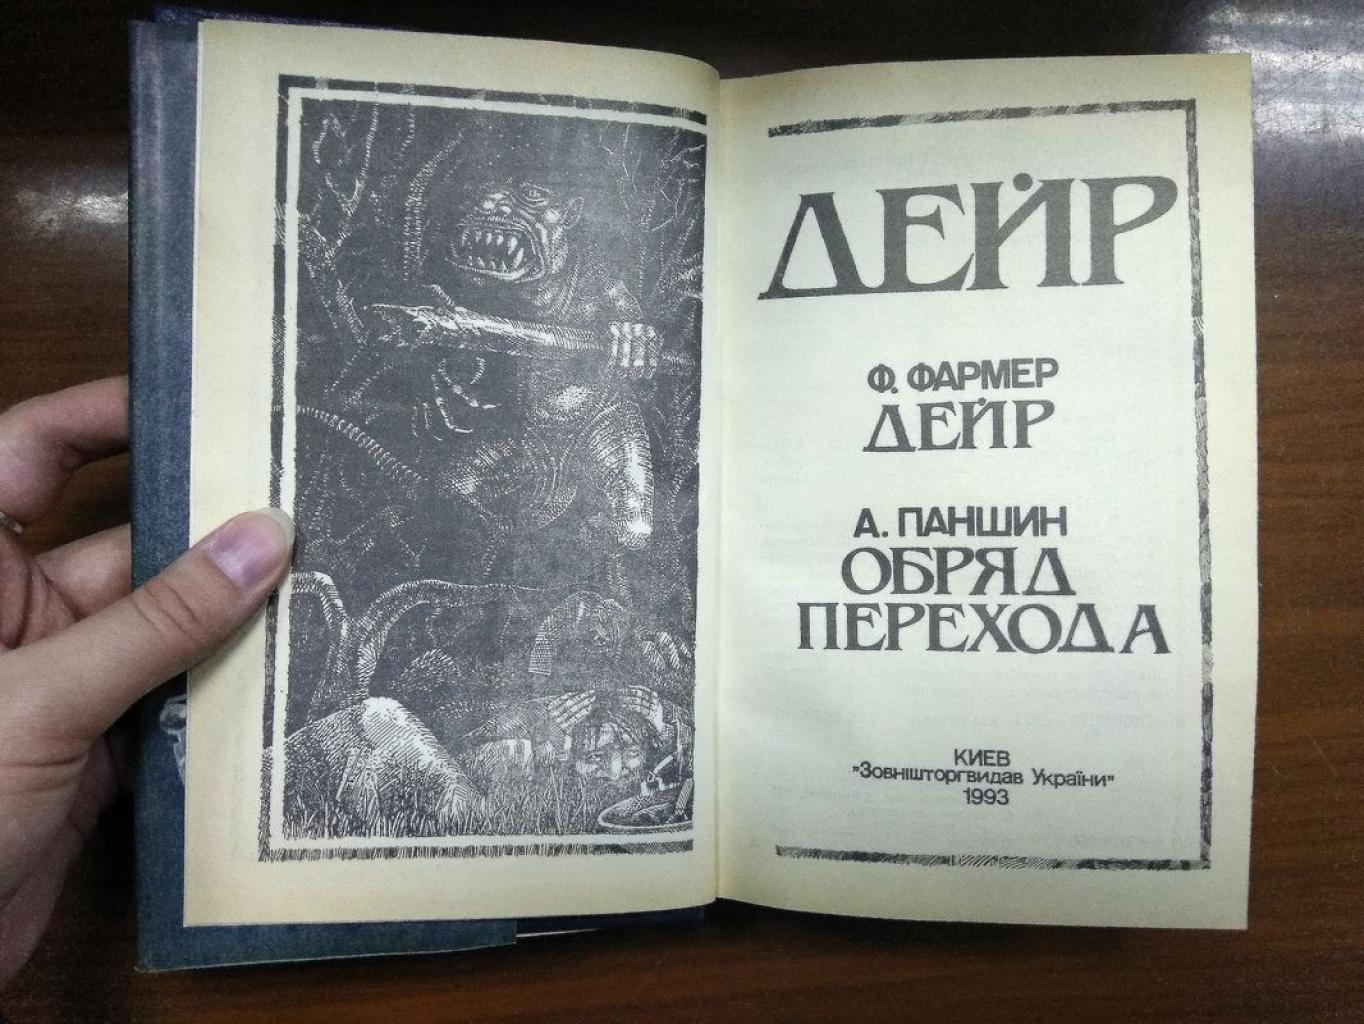 ДЕЙР
Ф. ФАРМЕР
ДЕЙР
А. ПАНШИН
ОБРЯД
ПЕРЕХОДА
КИЕВ
"Зовнішторгвидав України"
1993